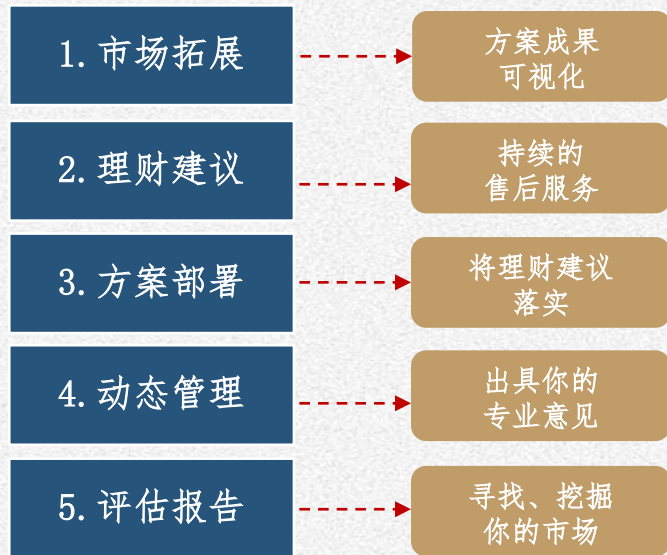 1. 市场拓展
方案成果
可视化
2. 理财建议
持续的
售后服务
3. 方案部署
将理财建议
落实
4. 动态管理
出具你的
专业意见
5. 评估报告
寻找、挖掘
你的市场